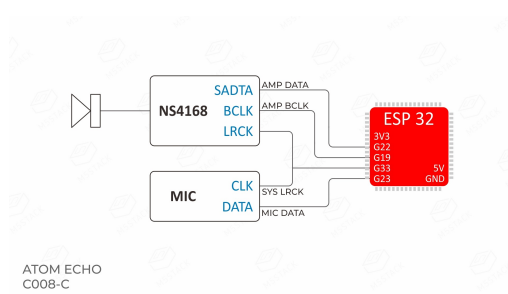 SADTA
AMP DATA
NS4168
BCLK
AMP BCLK
LRCK
ESP 32
3V3
G22
G19
G33
5V
G23
GND
MIC
CLK
SYS LRCK
DATA
MIC DATA
ATOM ECHO
C008-C